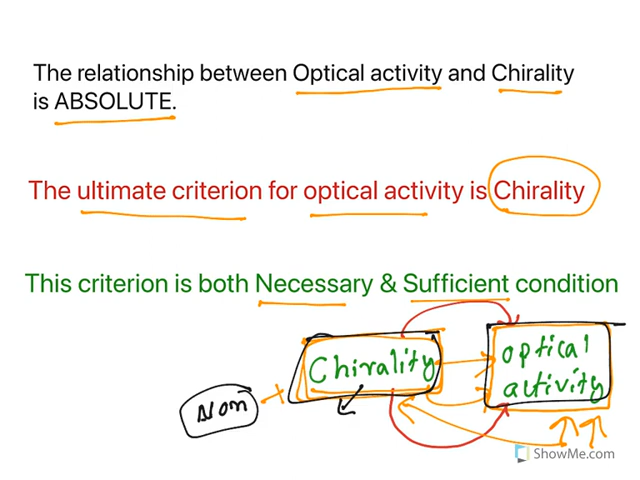 The relationship between Optical activity and Chirality
is ABSOLUTE.
The ultimate criterion for optical activity is Chirality
This criterion is both Necessary & Sufficient condition
Chirality
optical
activity
Non
ShowMe.com